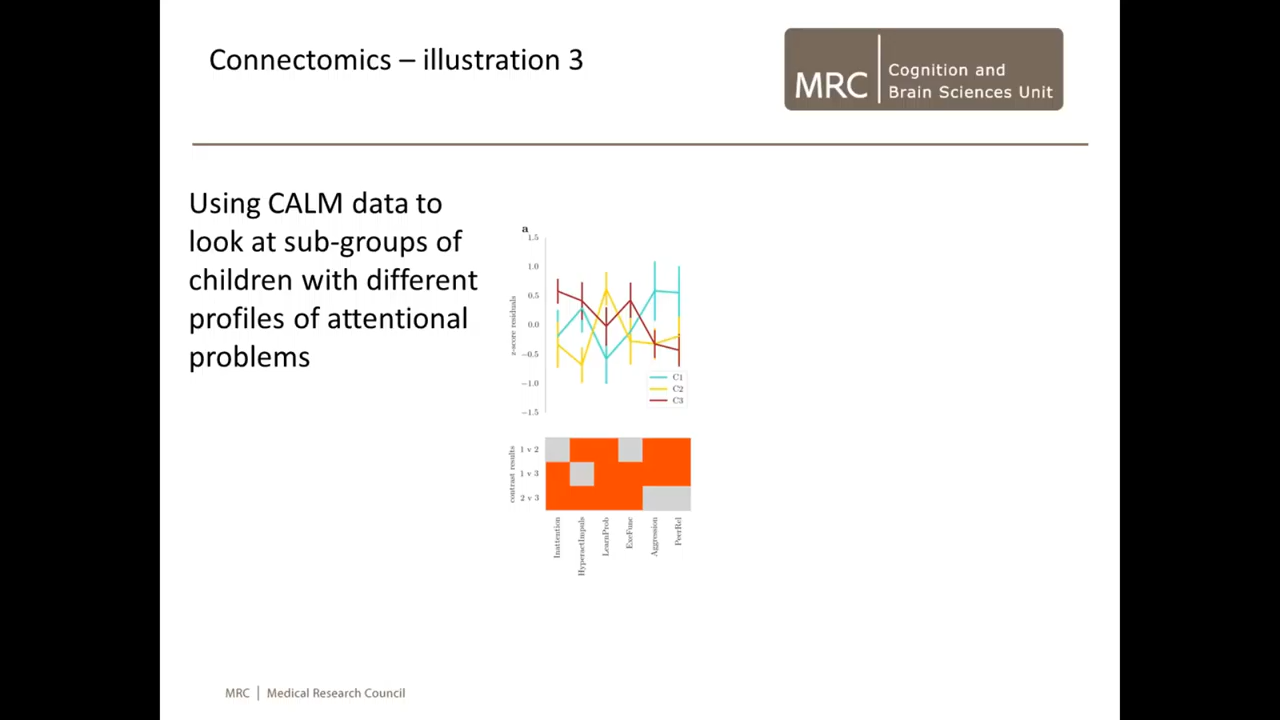 Connectomics – illustration 3
MRC
Cognition and
Brain Sciences Unit
Using CALM data to
look at sub-groups of
children with different
profiles of attentional
problems
a
1.5
1.0
0.5
0.0
−0.5
−1.0
−1.5
z-score residuals
C1
C2
C3
contrast results
1 v 2
1 v 3
2 v 3
Inattention
HyperactImpuls
LearnProb
ExeFunc
Aggression
PeerRel
MRC | Medical Research Council